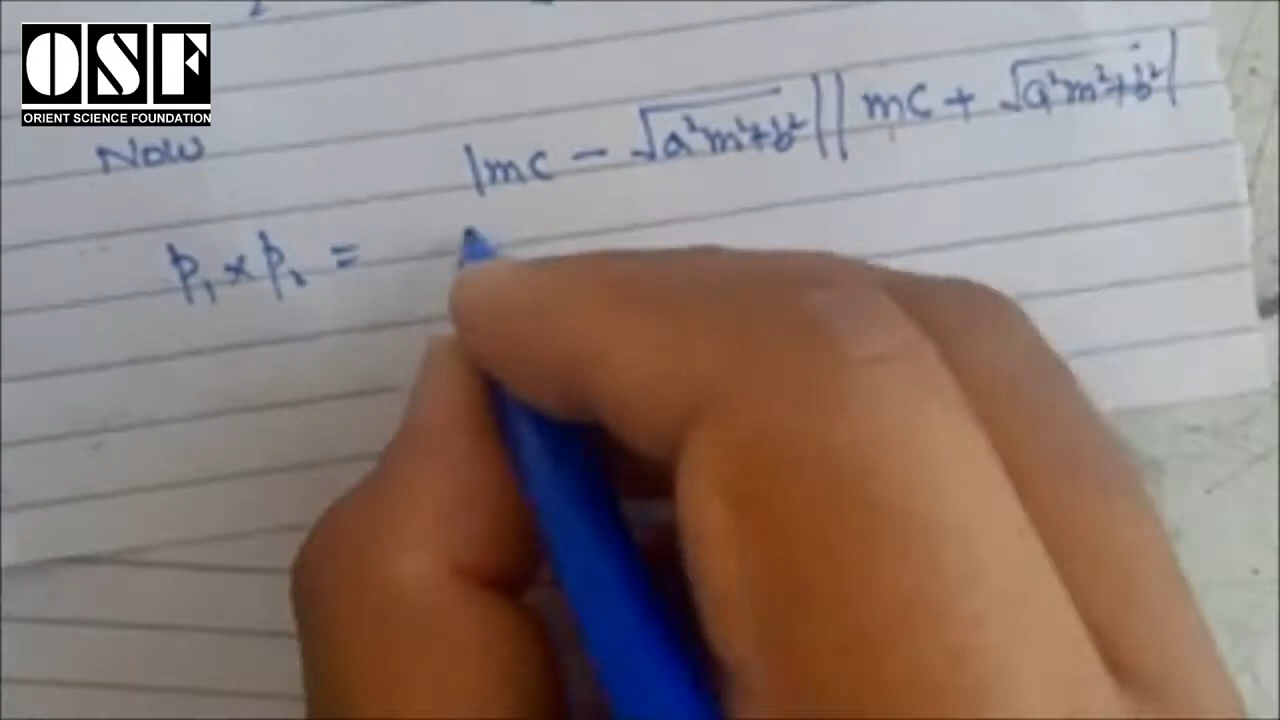 OSF
ORIENT SCIENCE FOUNDATION
Now
|mc − √a²m²+b²| |mc + √a²m²+b²|
p₁ × p₂ =